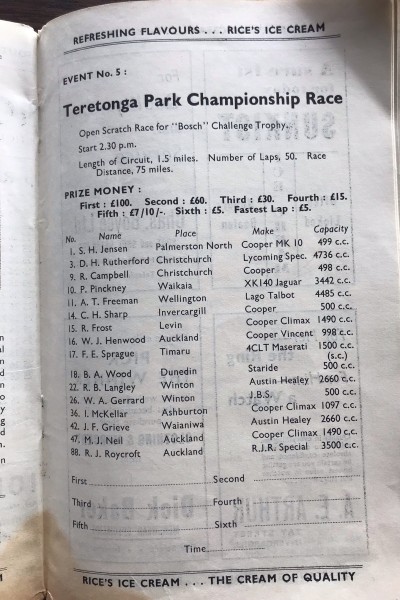 REFRESHING FLAVOURS . . . RICE'S ICE CREAM
EVENT No. 5 :
Teretonga Park Championship Race
Open Scratch Race for "Bosch" Challenge Trophy.
Start 2.30 p.m.
Length of Circuit, 1.5 miles. Number of Laps, 50. Race
Distance, 75 miles.
PRIZE MONEY :
First : £100. Second : £60. Third : £30. Fourth : £15.
Fifth : £7/10/-. Sixth : £5. Fastest Lap : £5.
No. Name Place Make Capacity
1. S. H. Jensen Palmerston North Cooper MK 10 499 c.c.
3. D. H. Rutherford Christchurch Lycoming Spec. 4736 c.c.
9. R. Campbell Christchurch Cooper 498 c.c.
10. P. Pinckney Waikaia XK140 Jaguar 3442 c.c.
11. A. T. Freeman Wellington Lago Talbot 4485 c.c.
14. C. H. Sharp Invercargill Cooper 500 c.c.
15. R. Frost Levin Cooper Climax 1490 c.c.
16. W. J. Henwood Auckland Cooper Vincent 998 c.c.
17. F. E. Sprague Timaru 4CLT Maserati 1500 c.c.
(s.c.)
18. B. A. Wood Dunedin Staride 500 c.c.
22. R. B. Langley Winton Austin Healey 2660 c.c.
26. W. A. Gerrard Winton J.B.S. 500 c.c.
36. I. McKellar Ashburton Cooper Climax 1097 c.c.
42. J. F. Grieve Waianiwa Austin Healey 2660 c.c.
47. M. J. Neil Auckland Cooper Climax 1490 c.c.
88. R. J. Roycroft Auckland R.J.R. Special 3500 c.c.
First Second
Third Fourth
Fifth Sixth
Time
RICE'S ICE CREAM . . . THE CREAM OF QUALITY